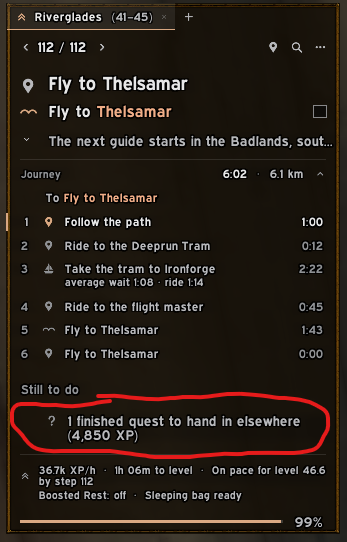 Riverglades (41-45) × +
‹ 112 / 112 › ...
Fly to Thelsamar
Fly to Thelsamar
The next guide starts in the Badlands, sout...
Journey 6:02 · 6.1 km
To Fly to Thelsamar
1 Follow the path 1:00
2 Ride to the Deeprun Tram 0:12
3 Take the tram to Ironforge 2:22
average wait 1:08 · ride 1:14
4 Ride to the flight master 0:45
5 Fly to Thelsamar 1:43
6 Fly to Thelsamar 0:00
Still to do
? 1 finished quest to hand in elsewhere
(4,850 XP)
36.7k XP/h · 1h 06m to level · On pace for level 46.6
by step 112
Boosted Rest: off · Sleeping bag ready
99%